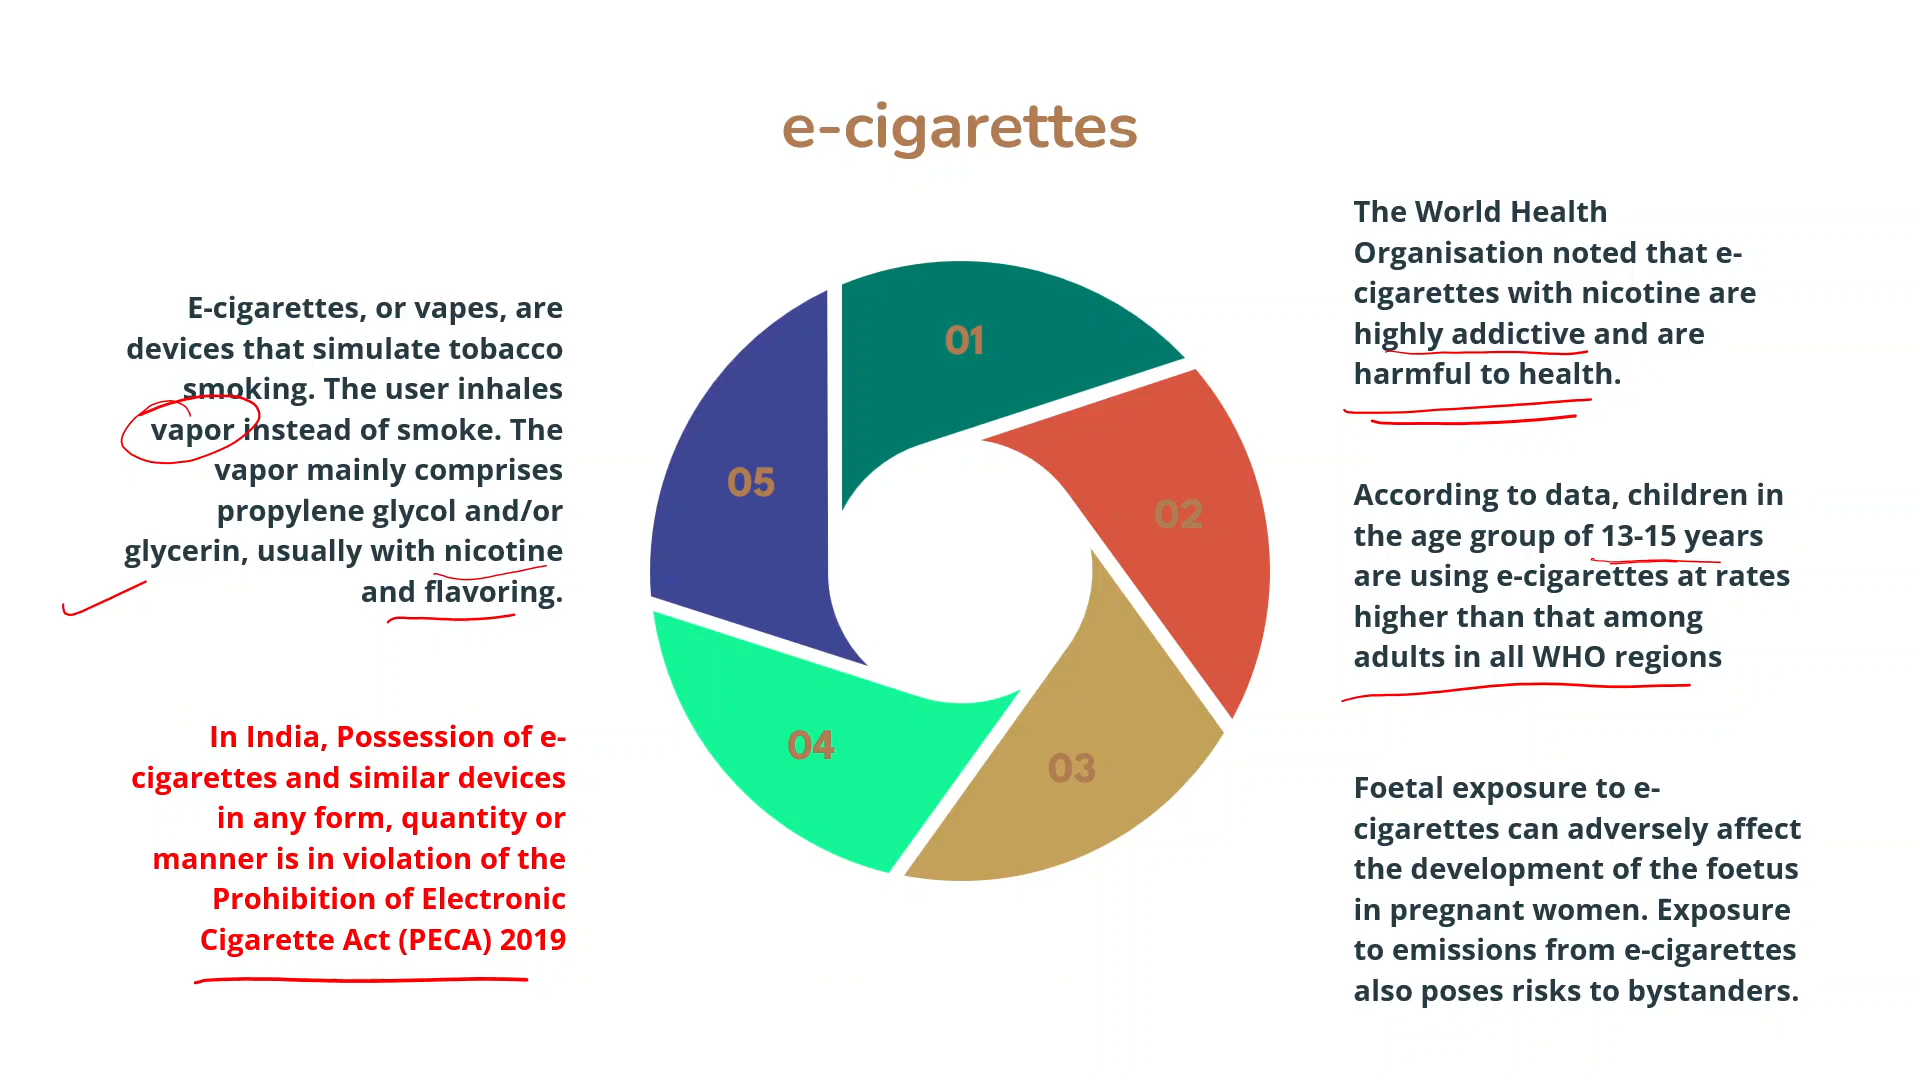 e-cigarettes
E-cigarettes, or vapes, are
devices that simulate tobacco
smoking. The user inhales
vapor instead of smoke. The
vapor mainly comprises
propylene glycol and/or
glycerin, usually with nicotine
and flavoring.
In India, Possession of e-
cigarettes and similar devices
in any form, quantity or
manner is in violation of the
Prohibition of Electronic
Cigarette Act (PECA) 2019
01
02
03
04
05
The World Health
Organisation noted that e-
cigarettes with nicotine are
highly addictive and are
harmful to health.
According to data, children in
the age group of 13-15 years
are using e-cigarettes at rates
higher than that among
adults in all WHO regions
Foetal exposure to e-
cigarettes can adversely affect
the development of the foetus
in pregnant women. Exposure
to emissions from e-cigarettes
also poses risks to bystanders.